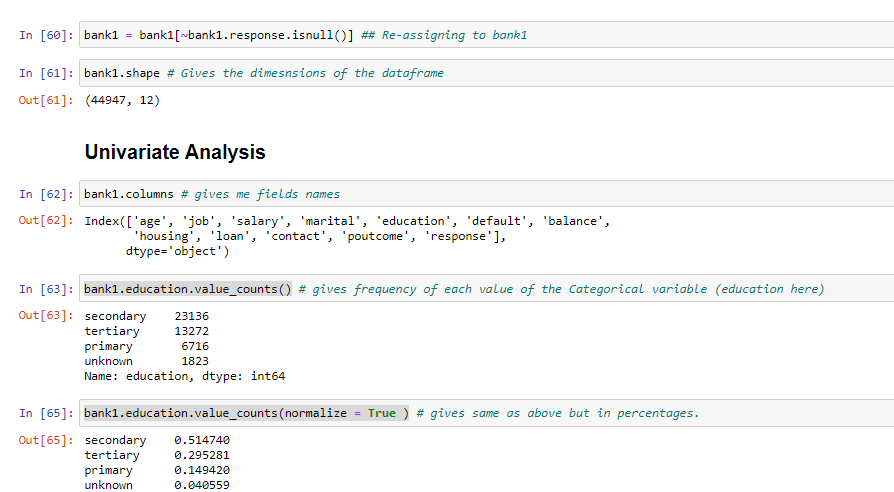 In [60]: bank1 = bank1[~bank1.response.isnull()] ## Re-assigning to bank1
In [61]: bank1.shape # Gives the dimesnsions of the dataframe
Out[61]: (44947, 12)
Univariate Analysis
In [62]: bank1.columns # gives me fields names
Out[62]: Index(['age', 'job', 'salary', 'marital', 'education', 'default', 'balance',
'housing', 'loan', 'contact', 'poutcome', 'response'],
dtype='object')
In [63]: bank1.education.value_counts() # gives frequency of each value of the Categorical variable (education here)
Out[63]: secondary 23136
tertiary 13272
primary 6716
unknown 1823
Name: education, dtype: int64
In [65]: bank1.education.value_counts(normalize = True ) # gives same as above but in percentages.
Out[65]: secondary 0.514740
tertiary 0.295281
primary 0.149420
unknown 0.040559